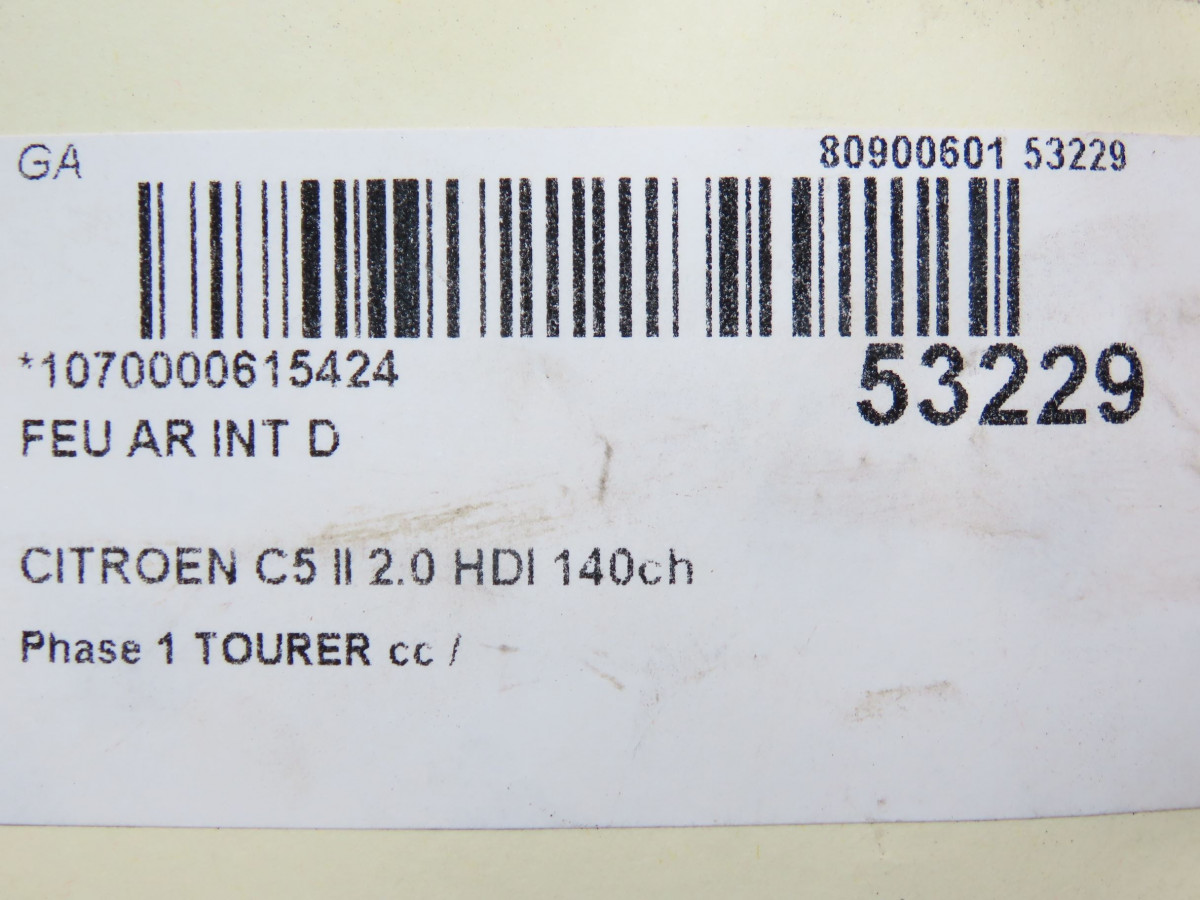 GA 80900601 53229
*1070000615424 53229
FEU AR INT D
CITROEN C5 II 2.0 HDI 140ch
Phase 1 TOURER cc /